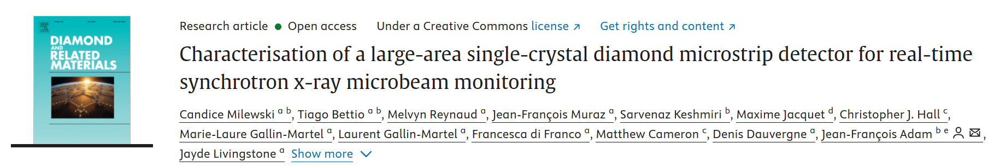 DIAMOND
AND
RELATED
MATERIALS
Research article ● Open access Under a Creative Commons license ↗ Get rights and content ↗
Characterisation of a large-area single-crystal diamond microstrip detector for real-time
synchrotron x-ray microbeam monitoring
Candice Milewski a b, Tiago Bettio a b, Melvyn Reynaud a, Jean-François Muraz a, Sarvenaz Keshmiri b, Maxime Jacquet d, Christopher J. Hall c,
Marie-Laure Gallin-Martel a, Laurent Gallin-Martel a, Francesca di Franco a, Matthew Cameron c, Denis Dauvergne a, Jean-François Adam b e,
Jayde Livingstone a Show more